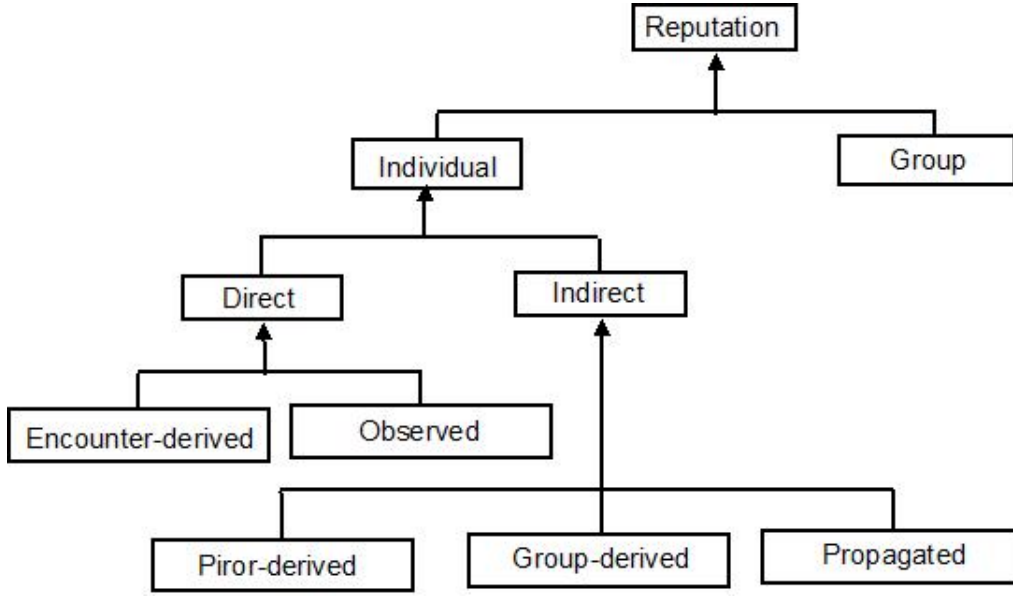 Reputation
Individual
Group
Direct
Indirect
Encounter-derived
Observed
Piror-derived
Group-derived
Propagated